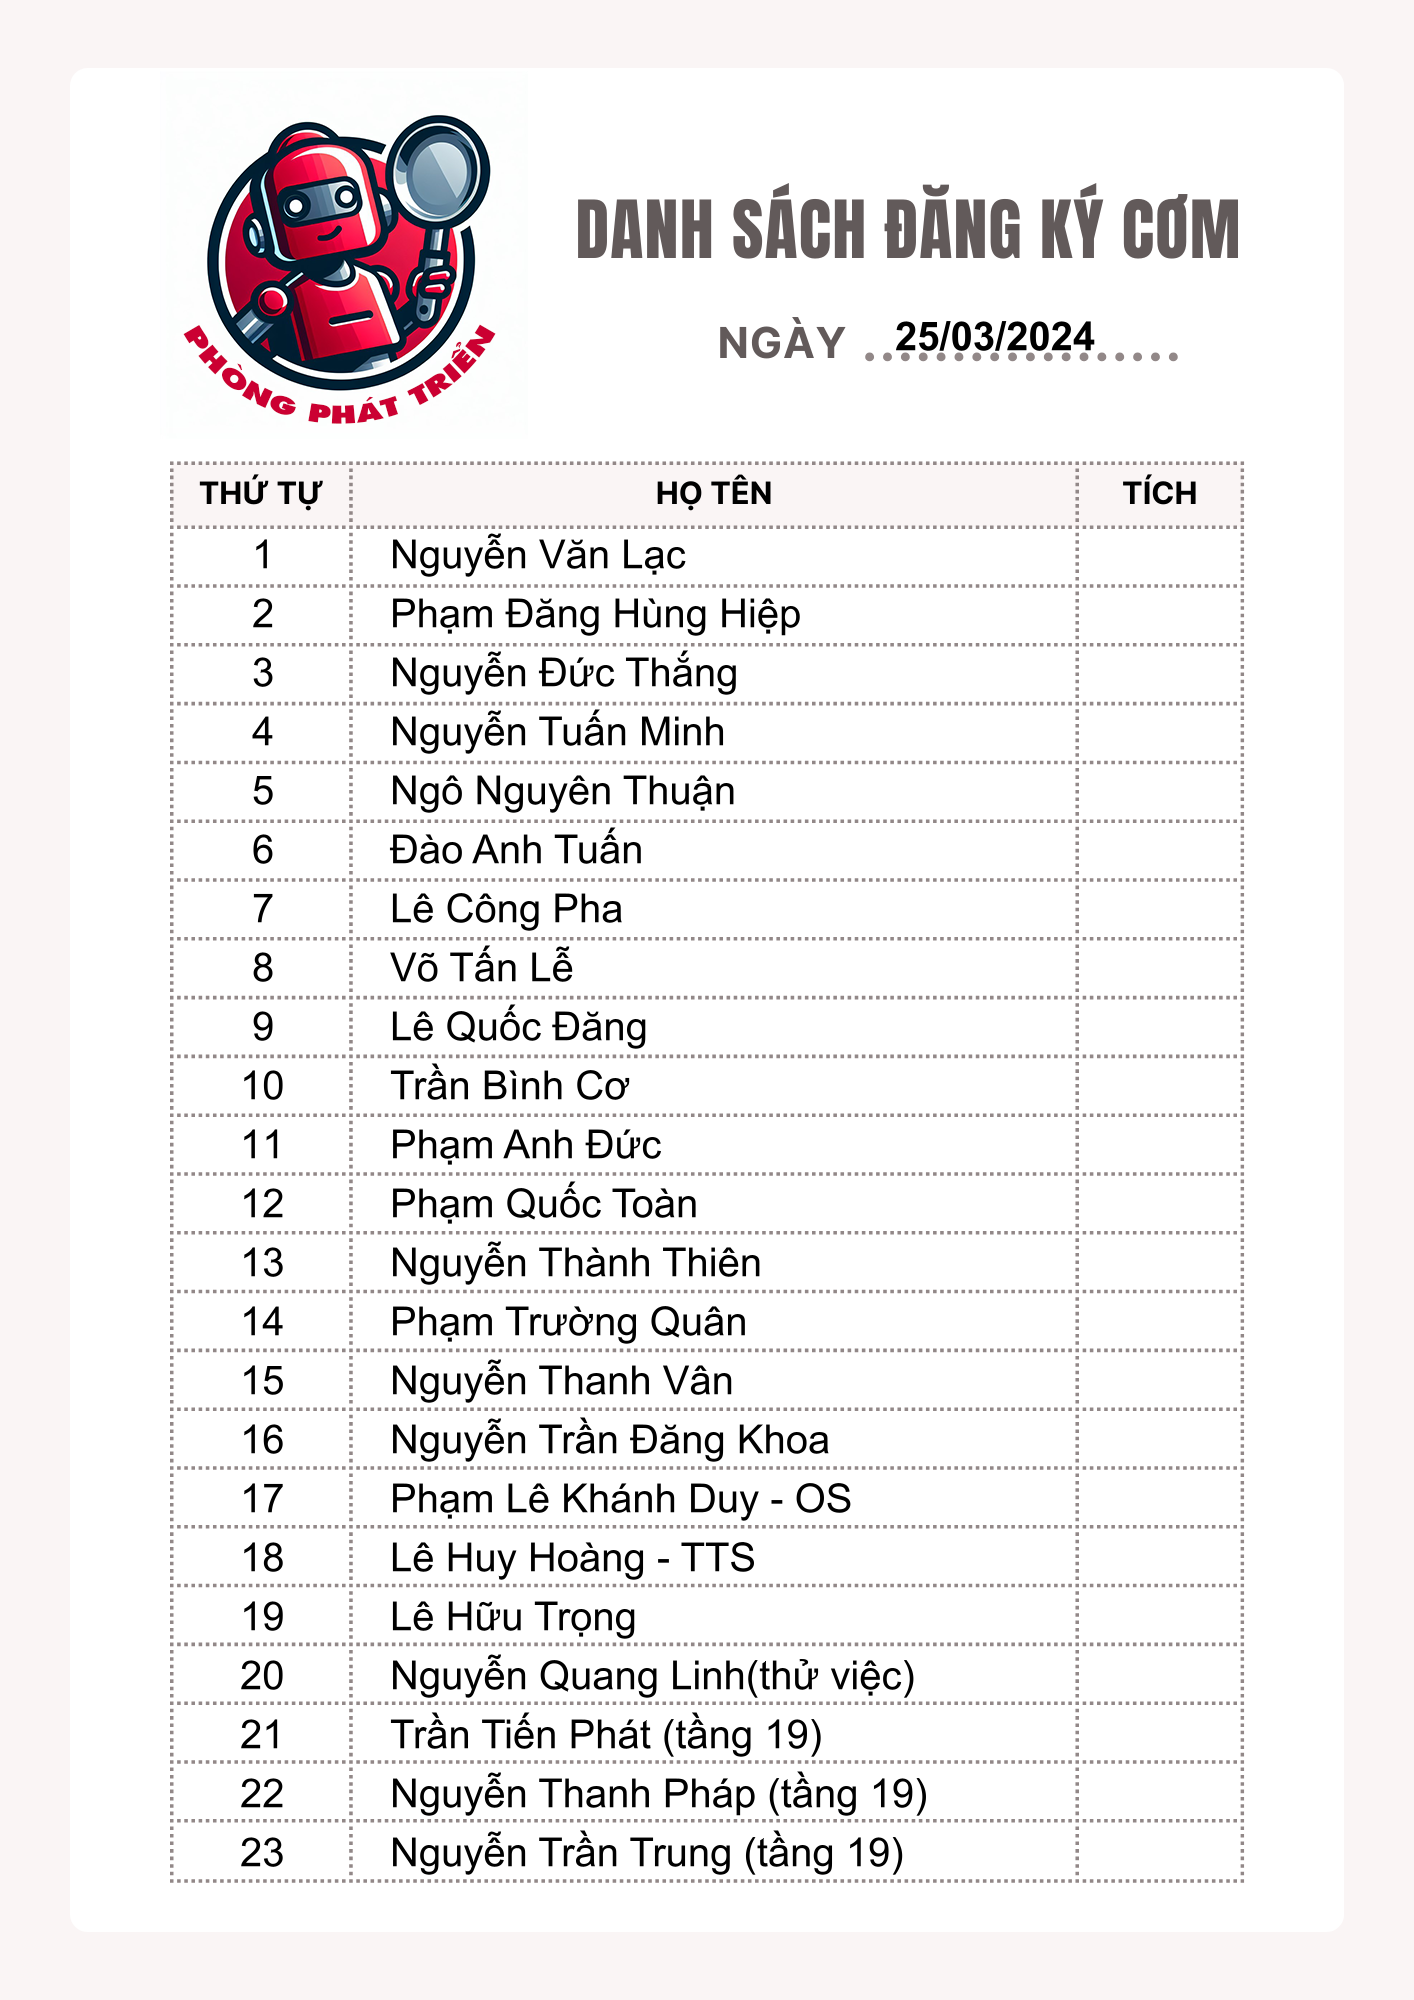 PHÒNG PHÁT TRIỂN
DANH SÁCH ĐĂNG KÝ CƠM
NGÀY 25/03/2024
THỨ TỰ HỌ TÊN TÍCH
1 Nguyễn Văn Lạc
2 Phạm Đăng Hùng Hiệp
3 Nguyễn Đức Thắng
4 Nguyễn Tuấn Minh
5 Ngô Nguyên Thuận
6 Đào Anh Tuấn
7 Lê Công Pha
8 Võ Tấn Lễ
9 Lê Quốc Đăng
10 Trần Bình Cơ
11 Phạm Anh Đức
12 Phạm Quốc Toàn
13 Nguyễn Thành Thiên
14 Phạm Trường Quân
15 Nguyễn Thanh Vân
16 Nguyễn Trần Đăng Khoa
17 Phạm Lê Khánh Duy - OS
18 Lê Huy Hoàng - TTS
19 Lê Hữu Trọng
20 Nguyễn Quang Linh(thử việc)
21 Trần Tiến Phát (tầng 19)
22 Nguyễn Thanh Pháp (tầng 19)
23 Nguyễn Trần Trung (tầng 19)